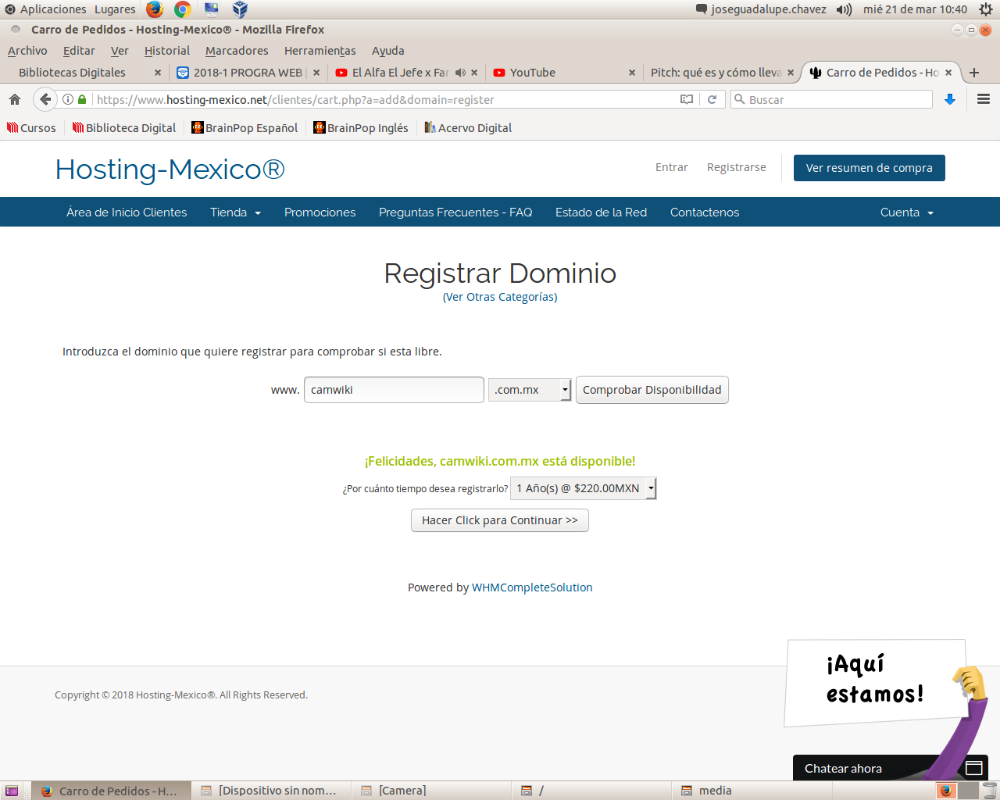 Aplicaciones Lugares joseguadalupe.chavez mié 21 de mar 10:40
Carro de Pedidos - Hosting-Mexico® - Mozilla Firefox
Archivo Editar Ver Historial Marcadores Herramientas Ayuda
Bibliotecas Digitales 2018-1 PROGRA WEB El Alfa El Jefe x Far YouTube Pitch: qué es y cómo lleva Carro de Pedidos - Ho
https://www.hosting-mexico.net/clientes/cart.php?a=add&domain=register Buscar
Cursos Biblioteca Digital BrainPop Español BrainPop Inglés Acervo Digital
Hosting-Mexico® Entrar Registrarse Ver resumen de compra
Área de Inicio Clientes Tienda Promociones Preguntas Frecuentes - FAQ Estado de la Red Contactenos Cuenta
Registrar Dominio
(Ver Otras Categorías)
Introduzca el dominio que quiere registrar para comprobar si esta libre.
www. camwiki .com.mx Comprobar Disponibilidad
¡Felicidades, camwiki.com.mx está disponible!
¿Por cuánto tiempo desea registrarlo? 1 Año(s) @ $220.00MXN
Hacer Click para Continuar >>
Powered by WHMCompleteSolution
¡Aquí
estamos!
Copyright © 2018 Hosting-Mexico®. All Rights Reserved.
Chatear ahora
Carro de Pedidos - H... [Dispositivo sin nom... [Camera] / media